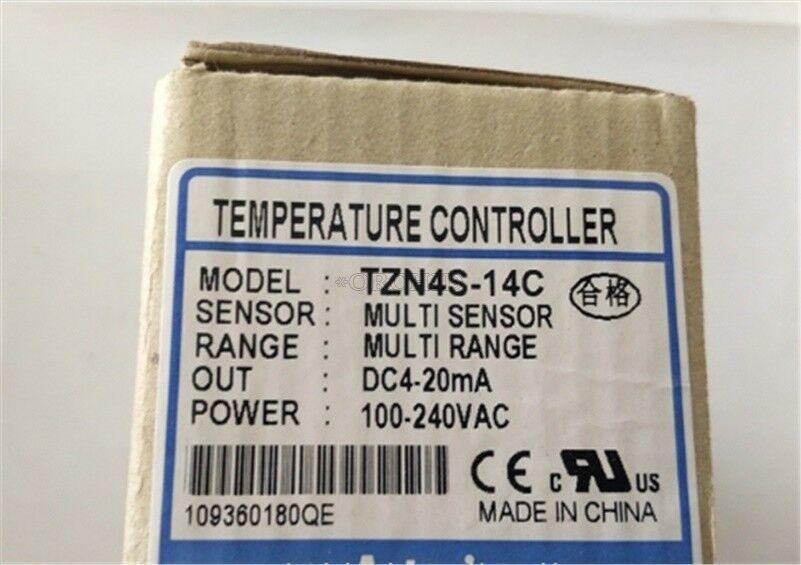 TEMPERATURE CONTROLLER
MODEL : TZN4S-14C
合格
SENSOR : MULTI SENSOR
RANGE : MULTI RANGE
OUT : DC4-20mA
POWER : 100-240VAC
CE c RU US
109360180QE
MADE IN CHINA